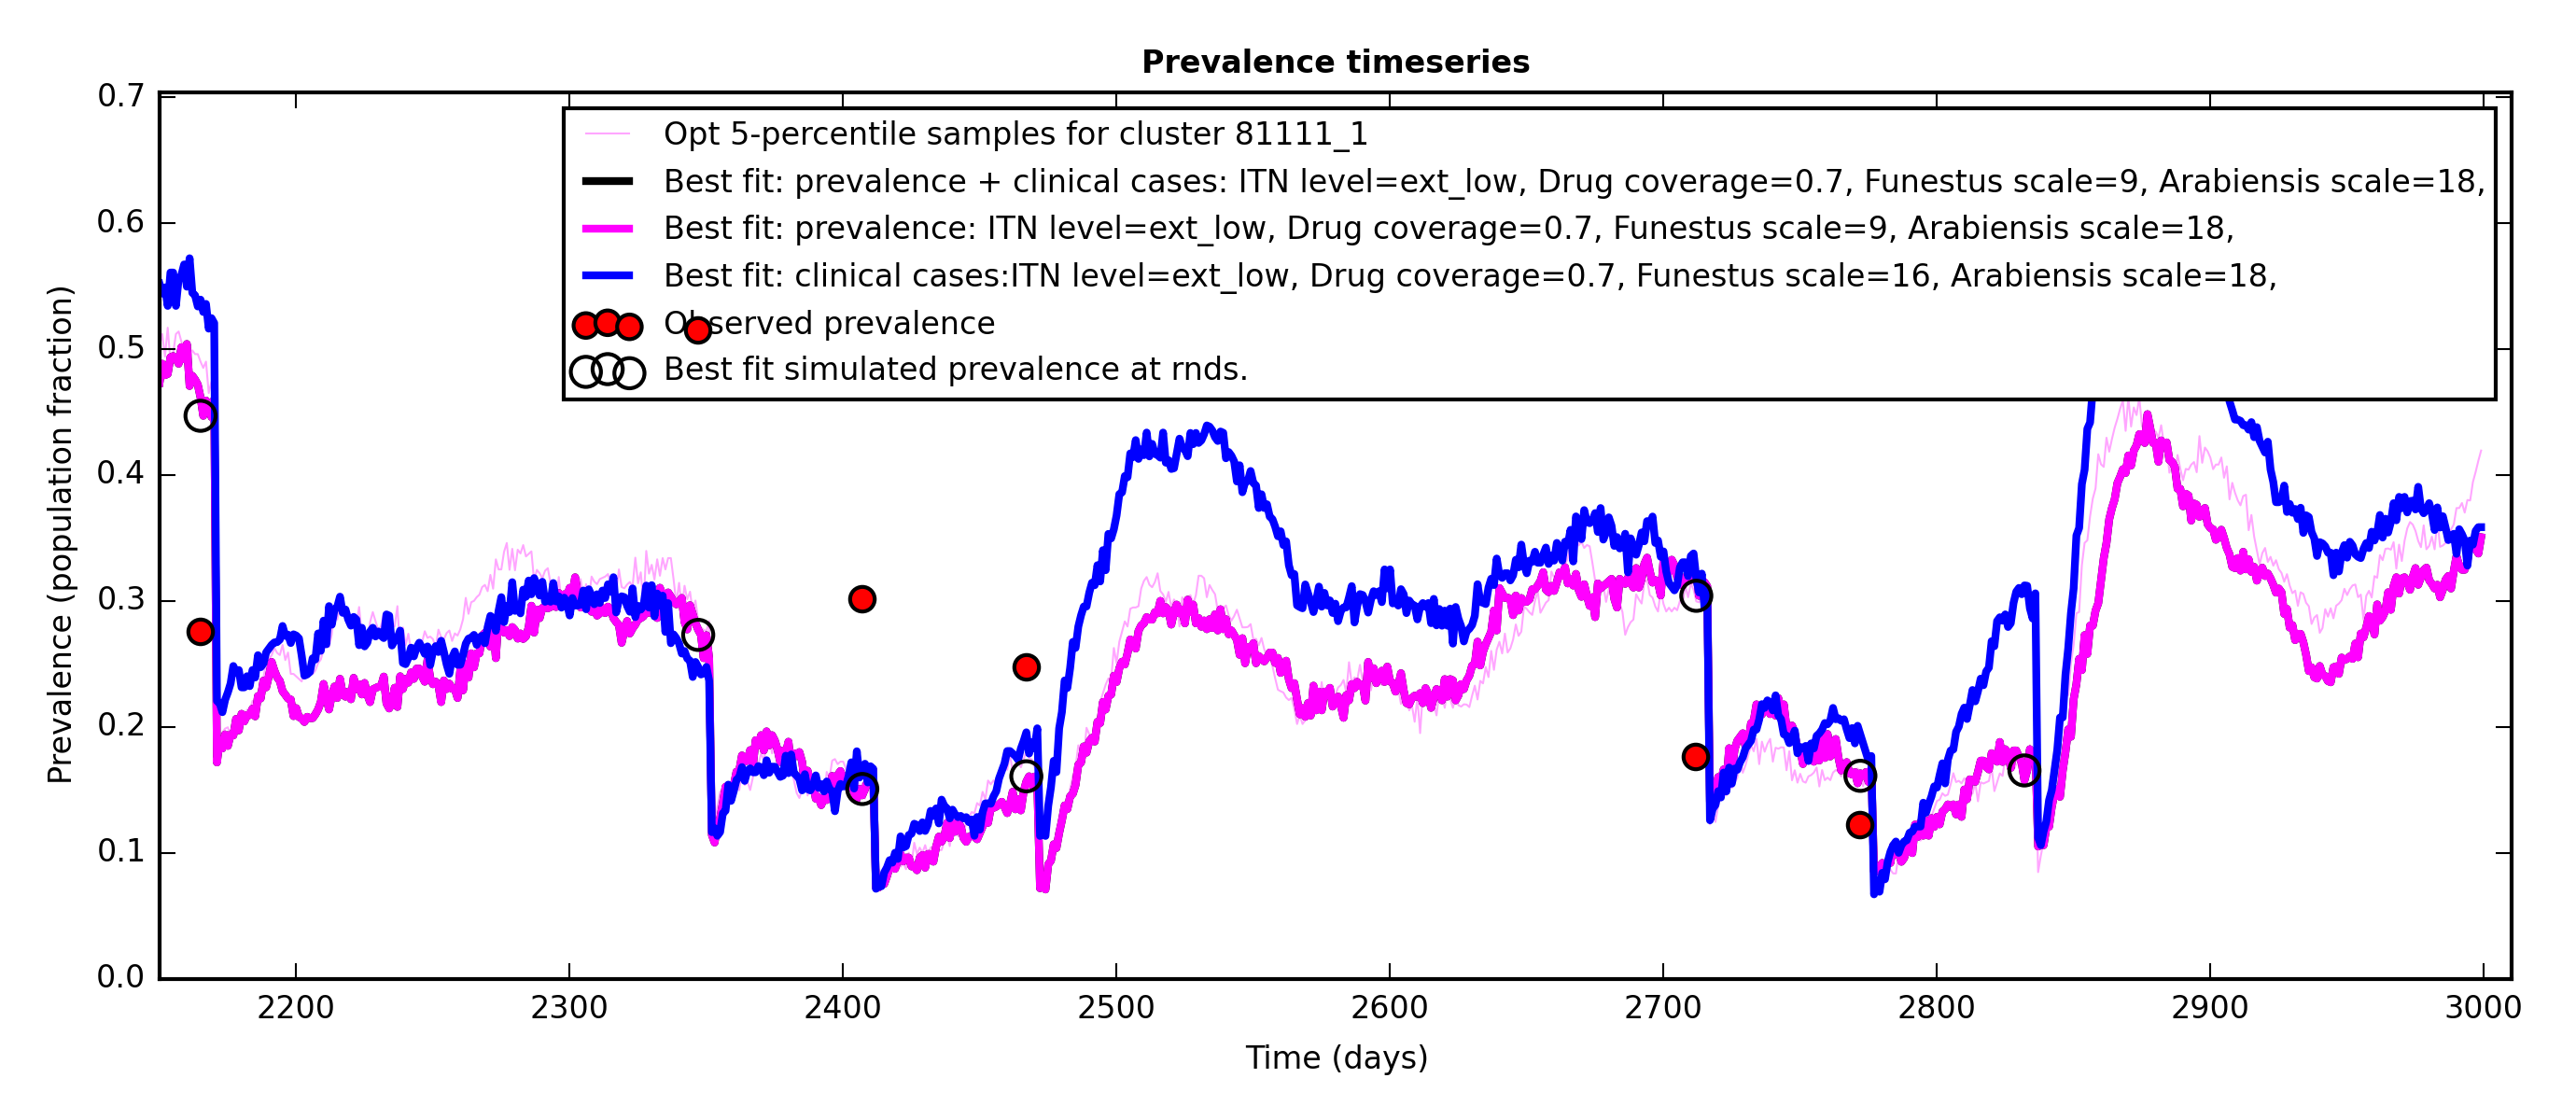 Prevalence timeseries
0.7
0.6
0.5
0.4
0.3
0.2
0.1
0.0
Prevalence (population fraction)
Opt 5-percentile samples for cluster 81111_1
Best fit: prevalence + clinical cases: ITN level=ext_low, Drug coverage=0.7, Funestus scale=9, Arabiensis scale=18,
Best fit: prevalence: ITN level=ext_low, Drug coverage=0.7, Funestus scale=9, Arabiensis scale=18,
Best fit: clinical cases:ITN level=ext_low, Drug coverage=0.7, Funestus scale=16, Arabiensis scale=18,
Observed prevalence
Best fit simulated prevalence at rnds.
2200 2300 2400 2500 2600 2700 2800 2900 3000
Time (days)